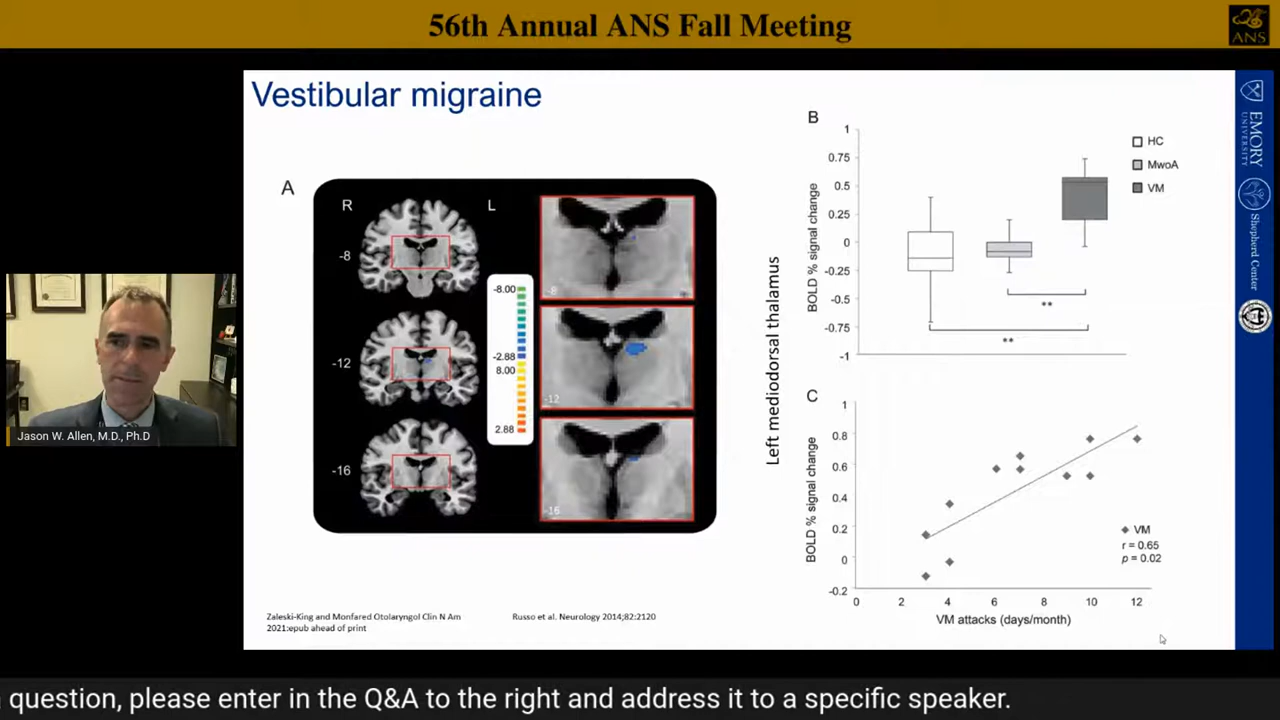 56th Annual ANS Fall Meeting
ANS
Vestibular migraine
A
R
L
-8
-12
-16
-8.00
-2.88
8.00
2.88
-8
-12
-16
Left mediodorsal thalamus
B
BOLD % signal change
1
0.75
0.5
0.25
0
-0.25
-0.5
-0.75
-1
HC
MwoA
VM
**
**
C
BOLD % signal change
1
0.8
0.6
0.4
0.2
0
-0.2
0 2 4 6 8 10 12
VM attacks (days/month)
VM
r = 0.65
p = 0.02
Zaleski-King and Monfared Otolaryngol Clin N Am
2021:epub ahead of print
Russo et al. Neurology 2014;82:2120
EMORY
UNIVERSITY
Shepherd Center
Jason W. Allen, M.D., Ph.D
question, please enter in the Q&A to the right and address it to a specific speaker.